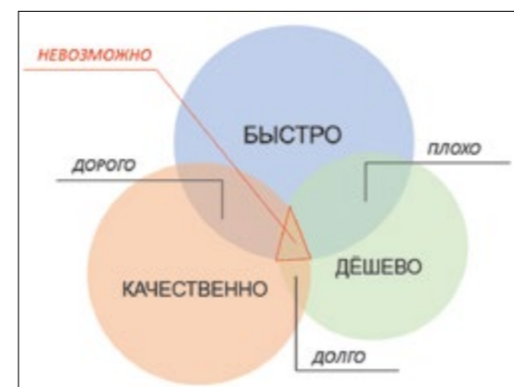 НЕВОЗМОЖНО
БЫСТРО
ПЛОХО
ДОРОГО
ДЁШЕВО
КАЧЕСТВЕННО
ДОЛГО